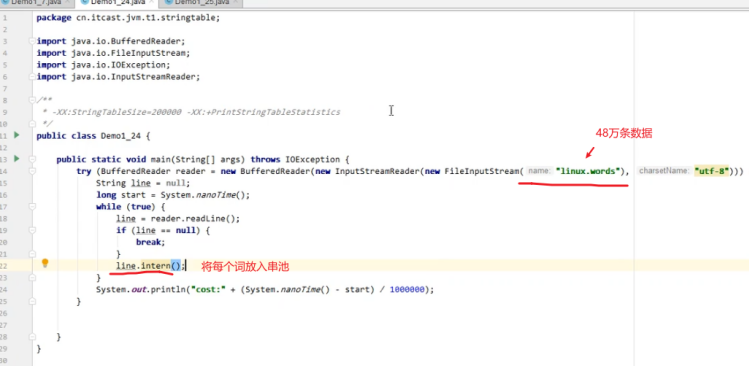 Demo1_7.java Demo1_24.java Demo1_25.java
1 package cn.itcast.jvm.t1.stringtable;
2
3 import java.io.BufferedReader;
4 import java.io.FileInputStream;
5 import java.io.IOException;
6 import java.io.InputStreamReader;
7
8 /**
9 * -XX:StringTableSize=200000 -XX:+PrintStringTableStatistics
10 */
11 public class Demo1_24 {
48万条数据
12
13 public static void main(String[] args) throws IOException {
14 try (BufferedReader reader = new BufferedReader(new InputStreamReader(new FileInputStream( name: "linux.words"), charsetName: "utf-8"))) {
15 String line = null;
16 long start = System.nanoTime();
17 while (true) {
18 line = reader.readLine();
19 if (line == null) {
20 break;
21 }
22 line.intern(); 将每个词放入串池
23 }
24 System.out.println("cost:" + (System.nanoTime() - start) / 1000000);
25 }
26
27
28 }
29 }